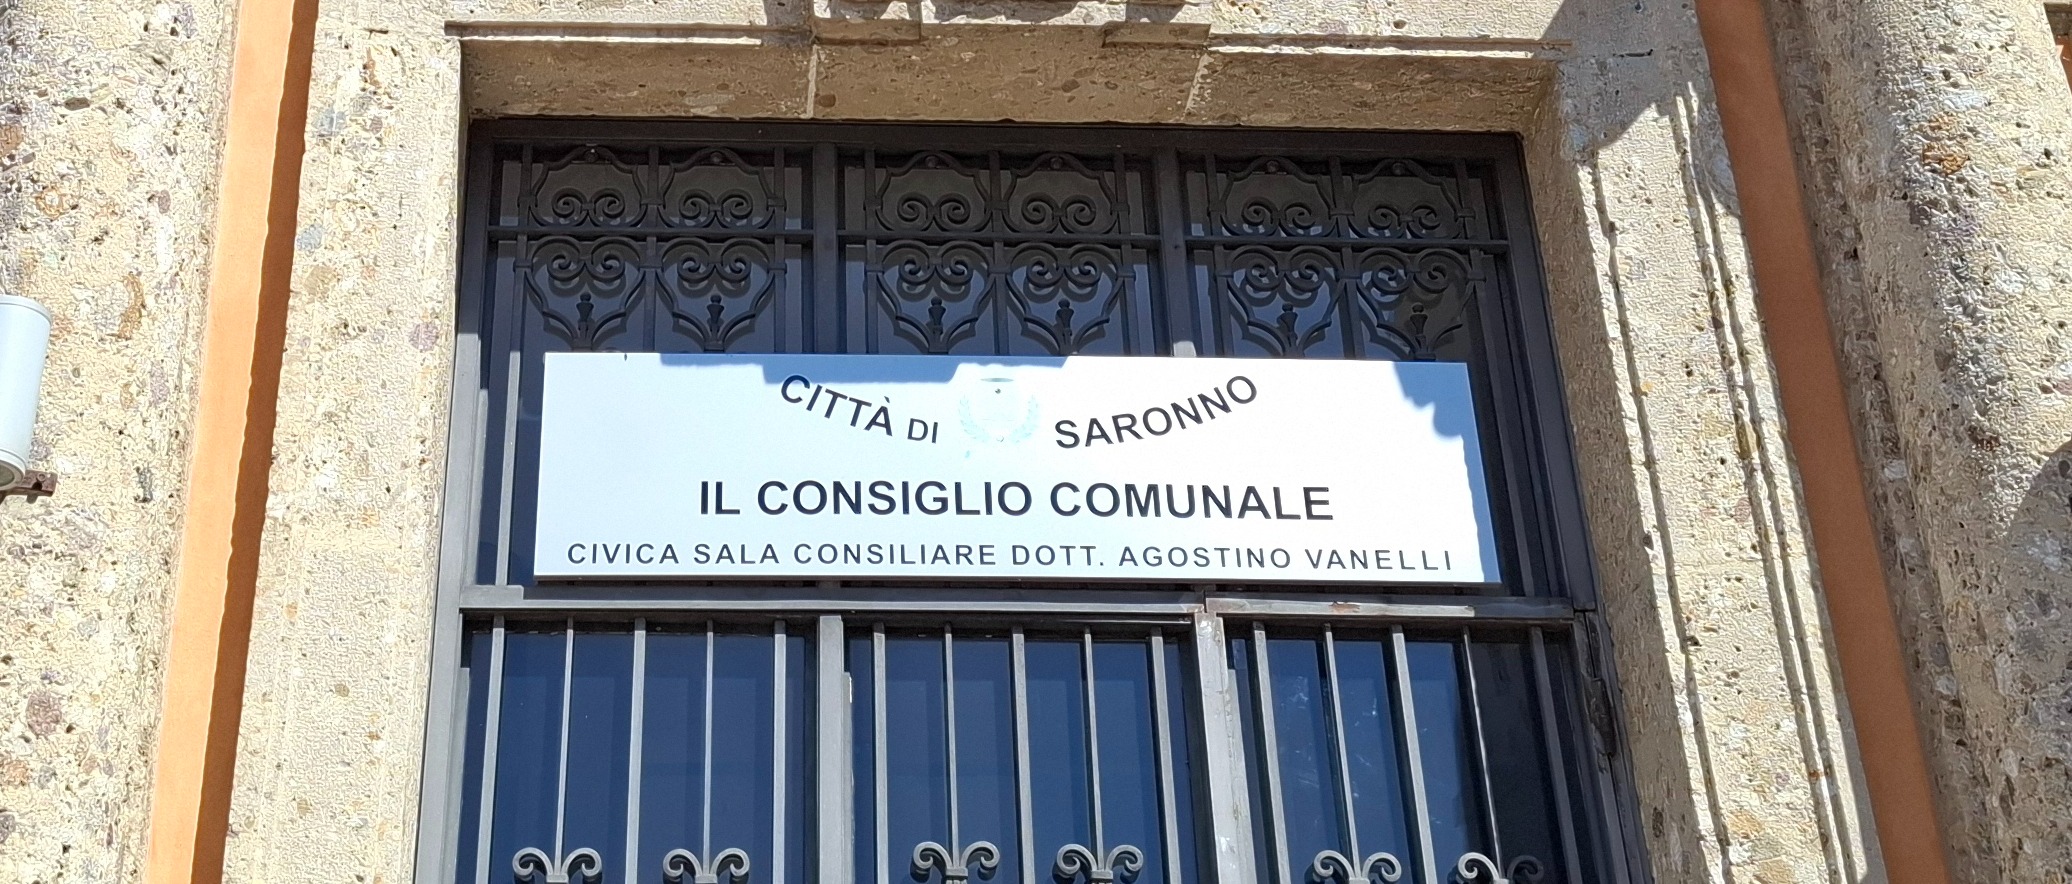 CITTÀ DI SARONNO
IL CONSIGLIO COMUNALE
CIVICA SALA CONSILIARE DOTT. AGOSTINO VANELLI